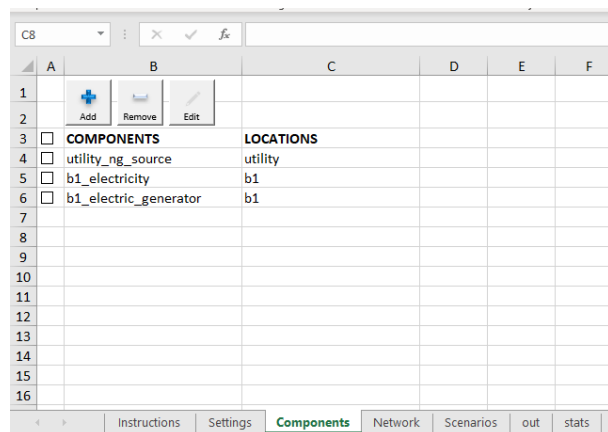 C8 fx
A B C D E F
1
2 Add Remove Edit
3 COMPONENTS LOCATIONS
4 utility_ng_source utility
5 b1_electricity b1
6 b1_electric_generator b1
7
8
9
10
11
12
13
14
15
16
Instructions Settings Components Network Scenarios out stats